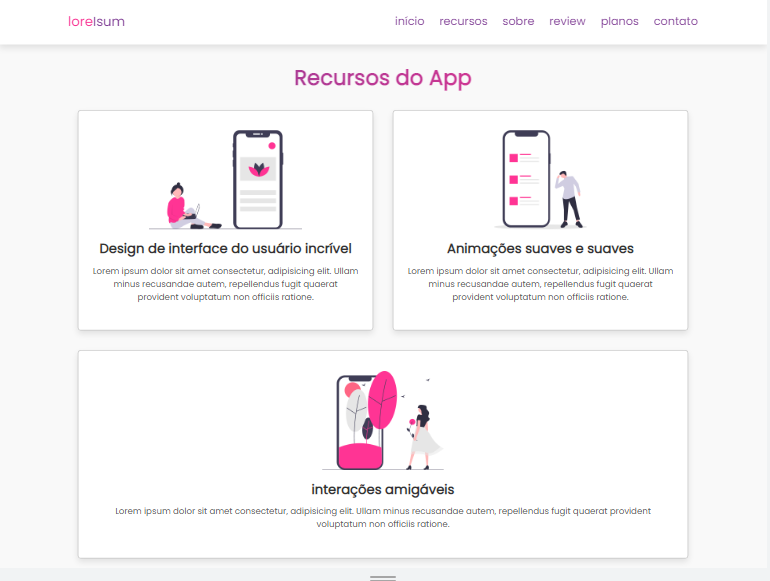 loreIsum
início recursos sobre review planos contato
Recursos do App
Design de interface do usuário incrível
Lorem ipsum dolor sit amet consectetur, adipisicing elit. Ullam
minus recusandae autem, repellendus fugit quaerat
provident voluptatum non officiis ratione.
Animações suaves e suaves
Lorem ipsum dolor sit amet consectetur, adipisicing elit. Ullam
minus recusandae autem, repellendus fugit quaerat
provident voluptatum non officiis ratione.
interações amigáveis
Lorem ipsum dolor sit amet consectetur, adipisicing elit. Ullam minus recusandae autem, repellendus fugit quaerat provident
voluptatum non officiis ratione.